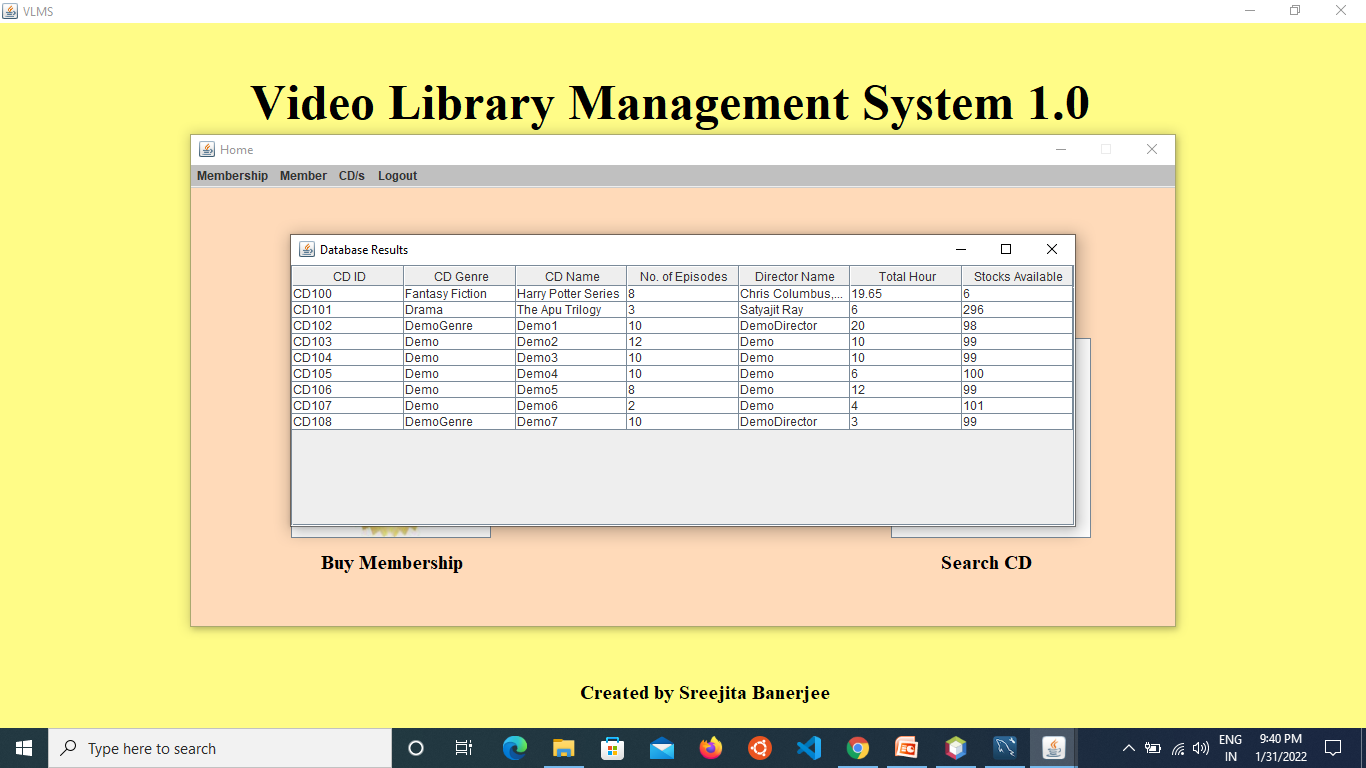 VLMS
Video Library Management System 1.0
Home
Membership Member CD/s Logout
Database Results
CD ID CD Genre CD Name No. of Episodes Director Name Total Hour Stocks Available
CD100 Fantasy Fiction Harry Potter Series 8 Chris Columbus,... 19.65 6
CD101 Drama The Apu Trilogy 3 Satyajit Ray 6 296
CD102 DemoGenre Demo1 10 DemoDirector 20 98
CD103 Demo Demo2 12 Demo 10 99
CD104 Demo Demo3 10 Demo 10 99
CD105 Demo Demo4 10 Demo 6 100
CD106 Demo Demo5 8 Demo 12 99
CD107 Demo Demo6 2 Demo 4 101
CD108 DemoGenre Demo7 10 DemoDirector 3 99
Buy Membership Search CD
Created by Sreejita Banerjee
Type here to search
ENG 9:40 PM
IN 1/31/2022